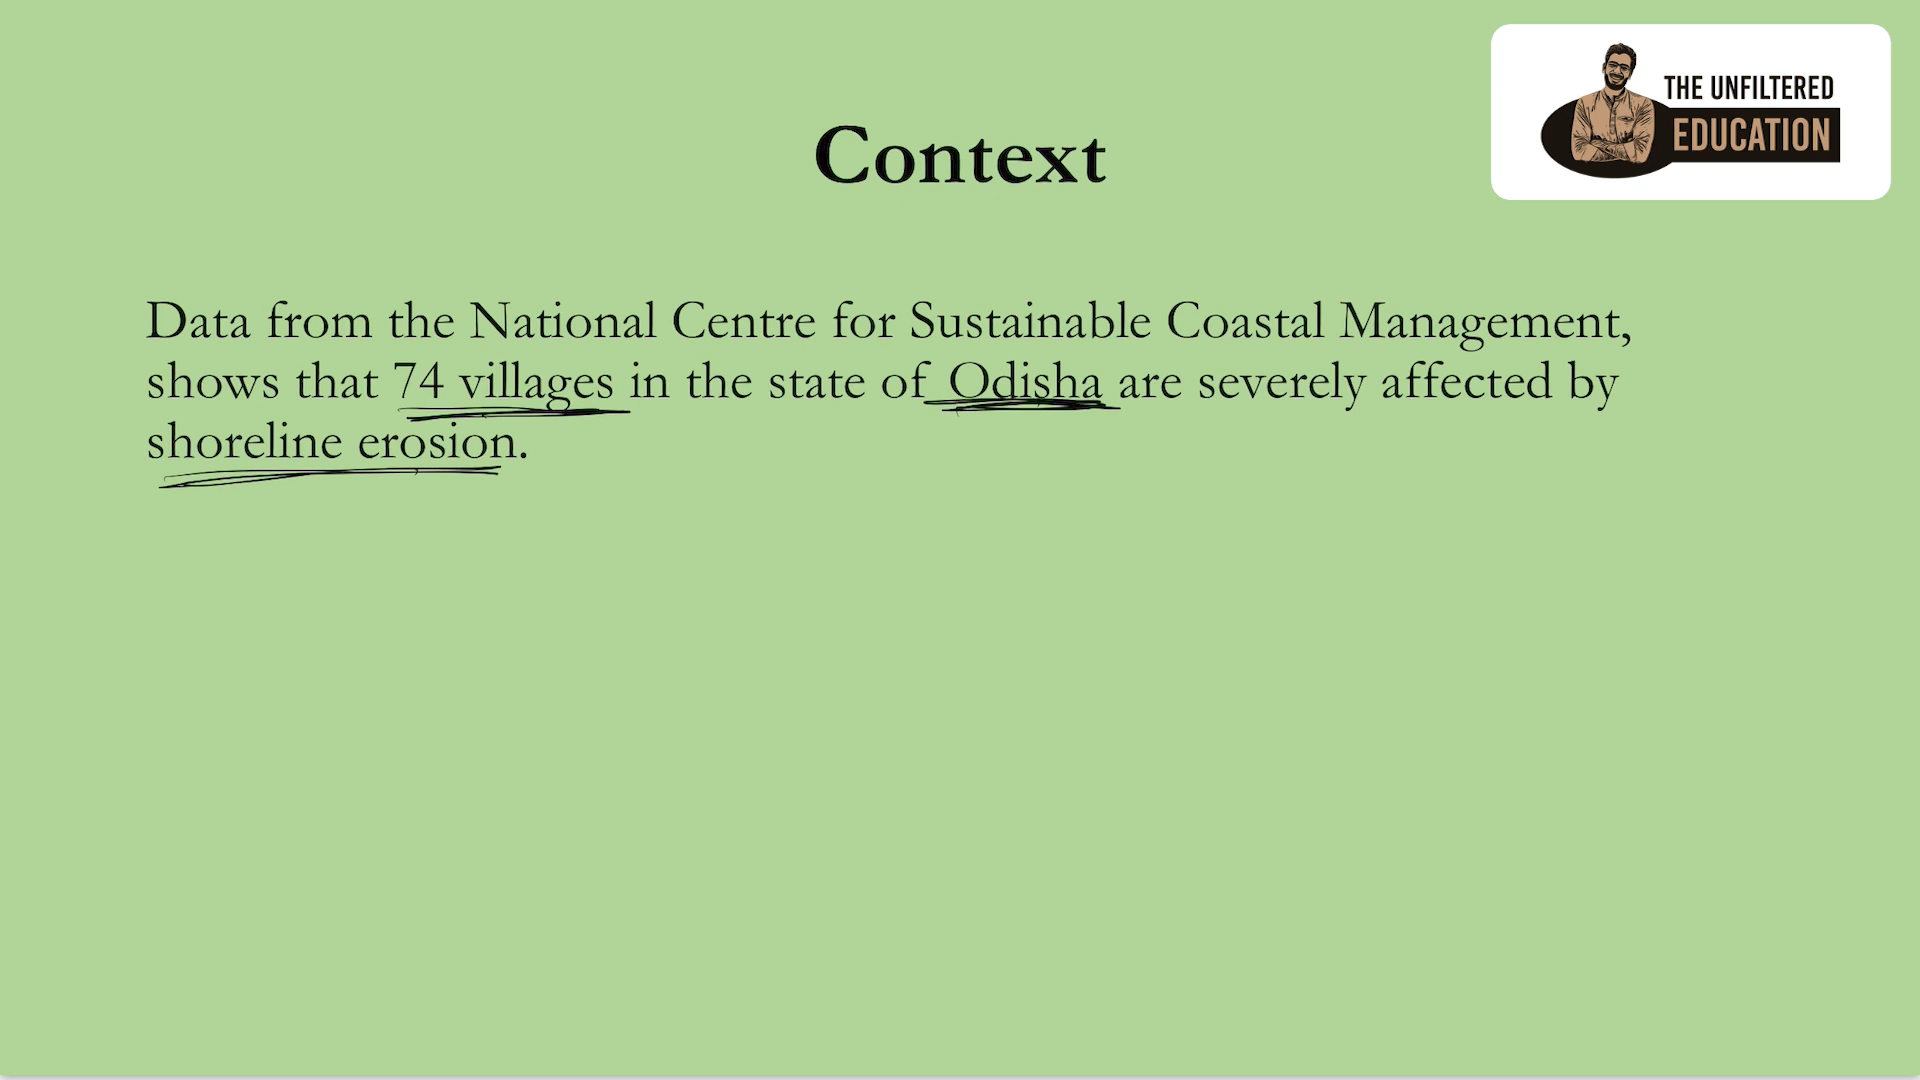 THE UNFILTERED
EDUCATION
Context
Data from the National Centre for Sustainable Coastal Management,
shows that 74 villages in the state of Odisha are severely affected by
shoreline erosion.